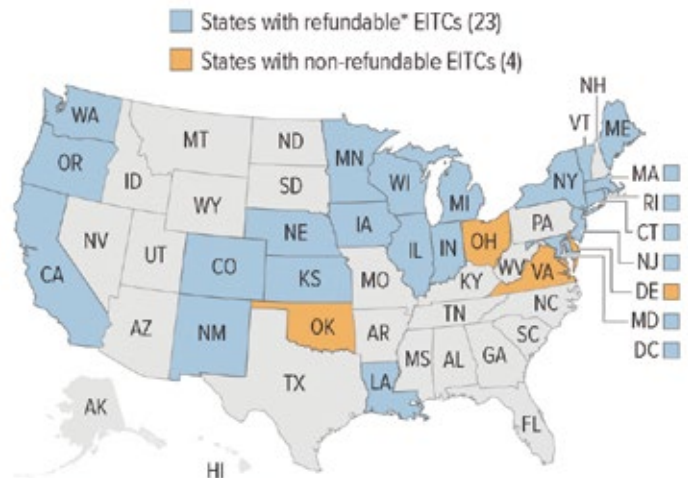 States with refundable* EITCs (23)
States with non-refundable EITCs (4)
NH
VT
ME
WA
MT
ND
MN
OR
ID
SD
WI
MI
NY
MA
RI
CT
NJ
DE
MD
DC
WY
NV
UT
CA
CO
NE
KS
IA
IL
IN
OH
PA
WV
VA
MO
KY
NC
TN
SC
AZ
NM
OK
AR
MS
AL
GA
TX
LA
FL
AK
HI